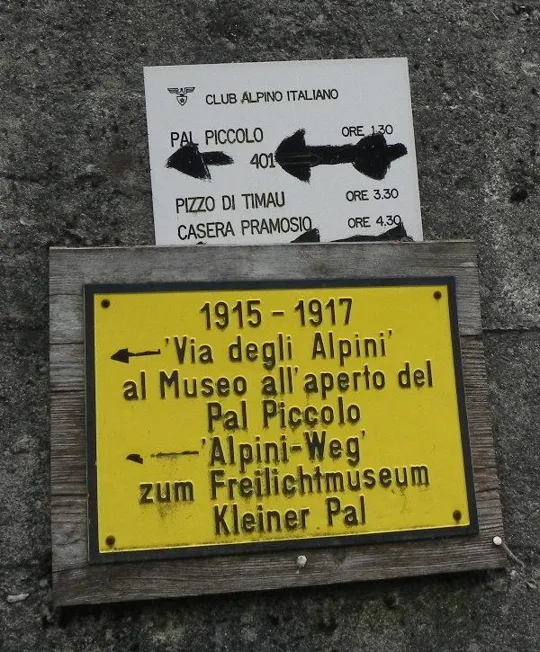 CLUB ALPINO ITALIANO
PAL PICCOLO ORE 1.30
401
PIZZO DI TIMAU ORE 3.30
CASERA PRAMOSIO ORE 4.30
1915 - 1917
'Via degli Alpini'
al Museo all'aperto del
Pal Piccolo
'Alpini-Weg'
zum Freilichtmuseum
Kleiner Pal